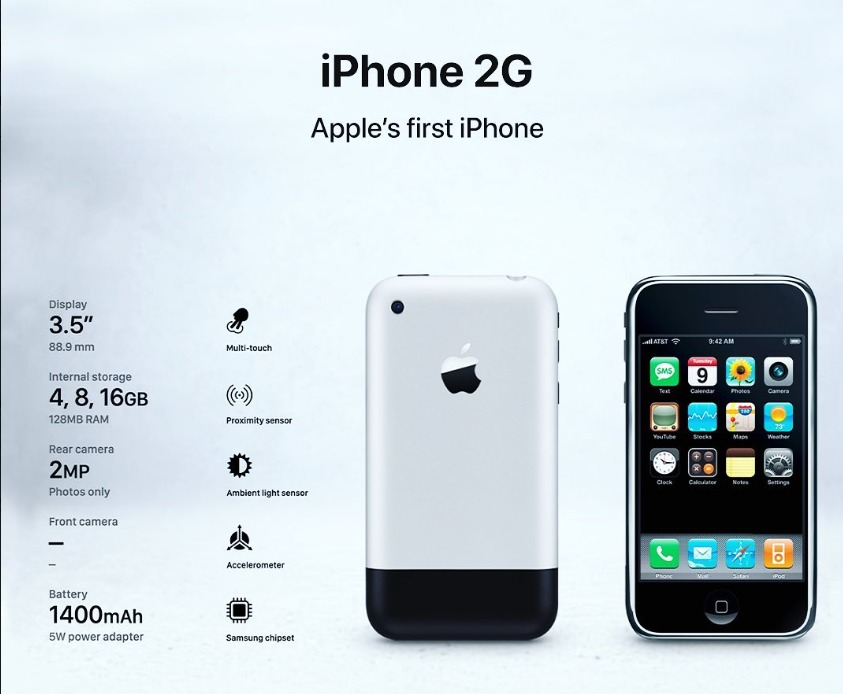 iPhone 2G
Apple’s first iPhone
Display
3.5”
88.9 mm
Internal storage
4, 8, 16GB
128MB RAM
Rear camera
2MP
Photos only
Front camera
—
–
Battery
1400mAh
5W power adapter
Multi-touch
Proximity sensor
Ambient light sensor
Accelerometer
Samsung chipset
AT&T 9:42 AM
SMS Tuesday 9 280 73°
Text Calendar Photos Camera
YouTube Stocks Maps Weather
Clock Calculator Notes Settings
Phone Mail Safari iPod